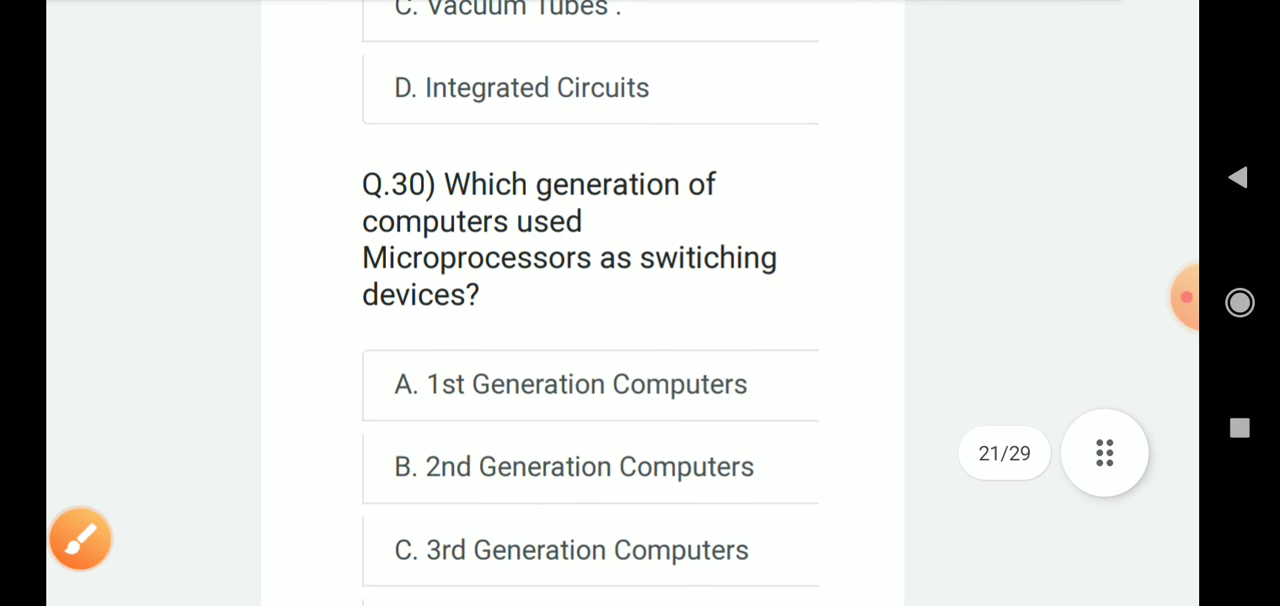 C. Vacuum Tubes .
D. Integrated Circuits
Q.30) Which generation of
computers used
Microprocessors as switiching
devices?
A. 1st Generation Computers
B. 2nd Generation Computers
21/29
C. 3rd Generation Computers